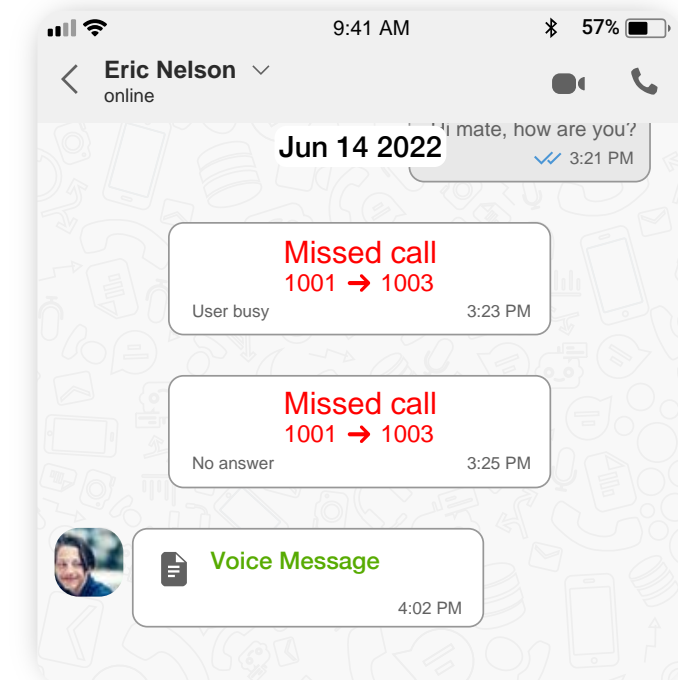 9:41 AM
57%
Eric Nelson
online
mate, how are you?
Jun 14 2022
3:21 PM
Missed call
1001 → 1003
User busy
3:23 PM
Missed call
1001 → 1003
No answer
3:25 PM
Voice Message
4:02 PM